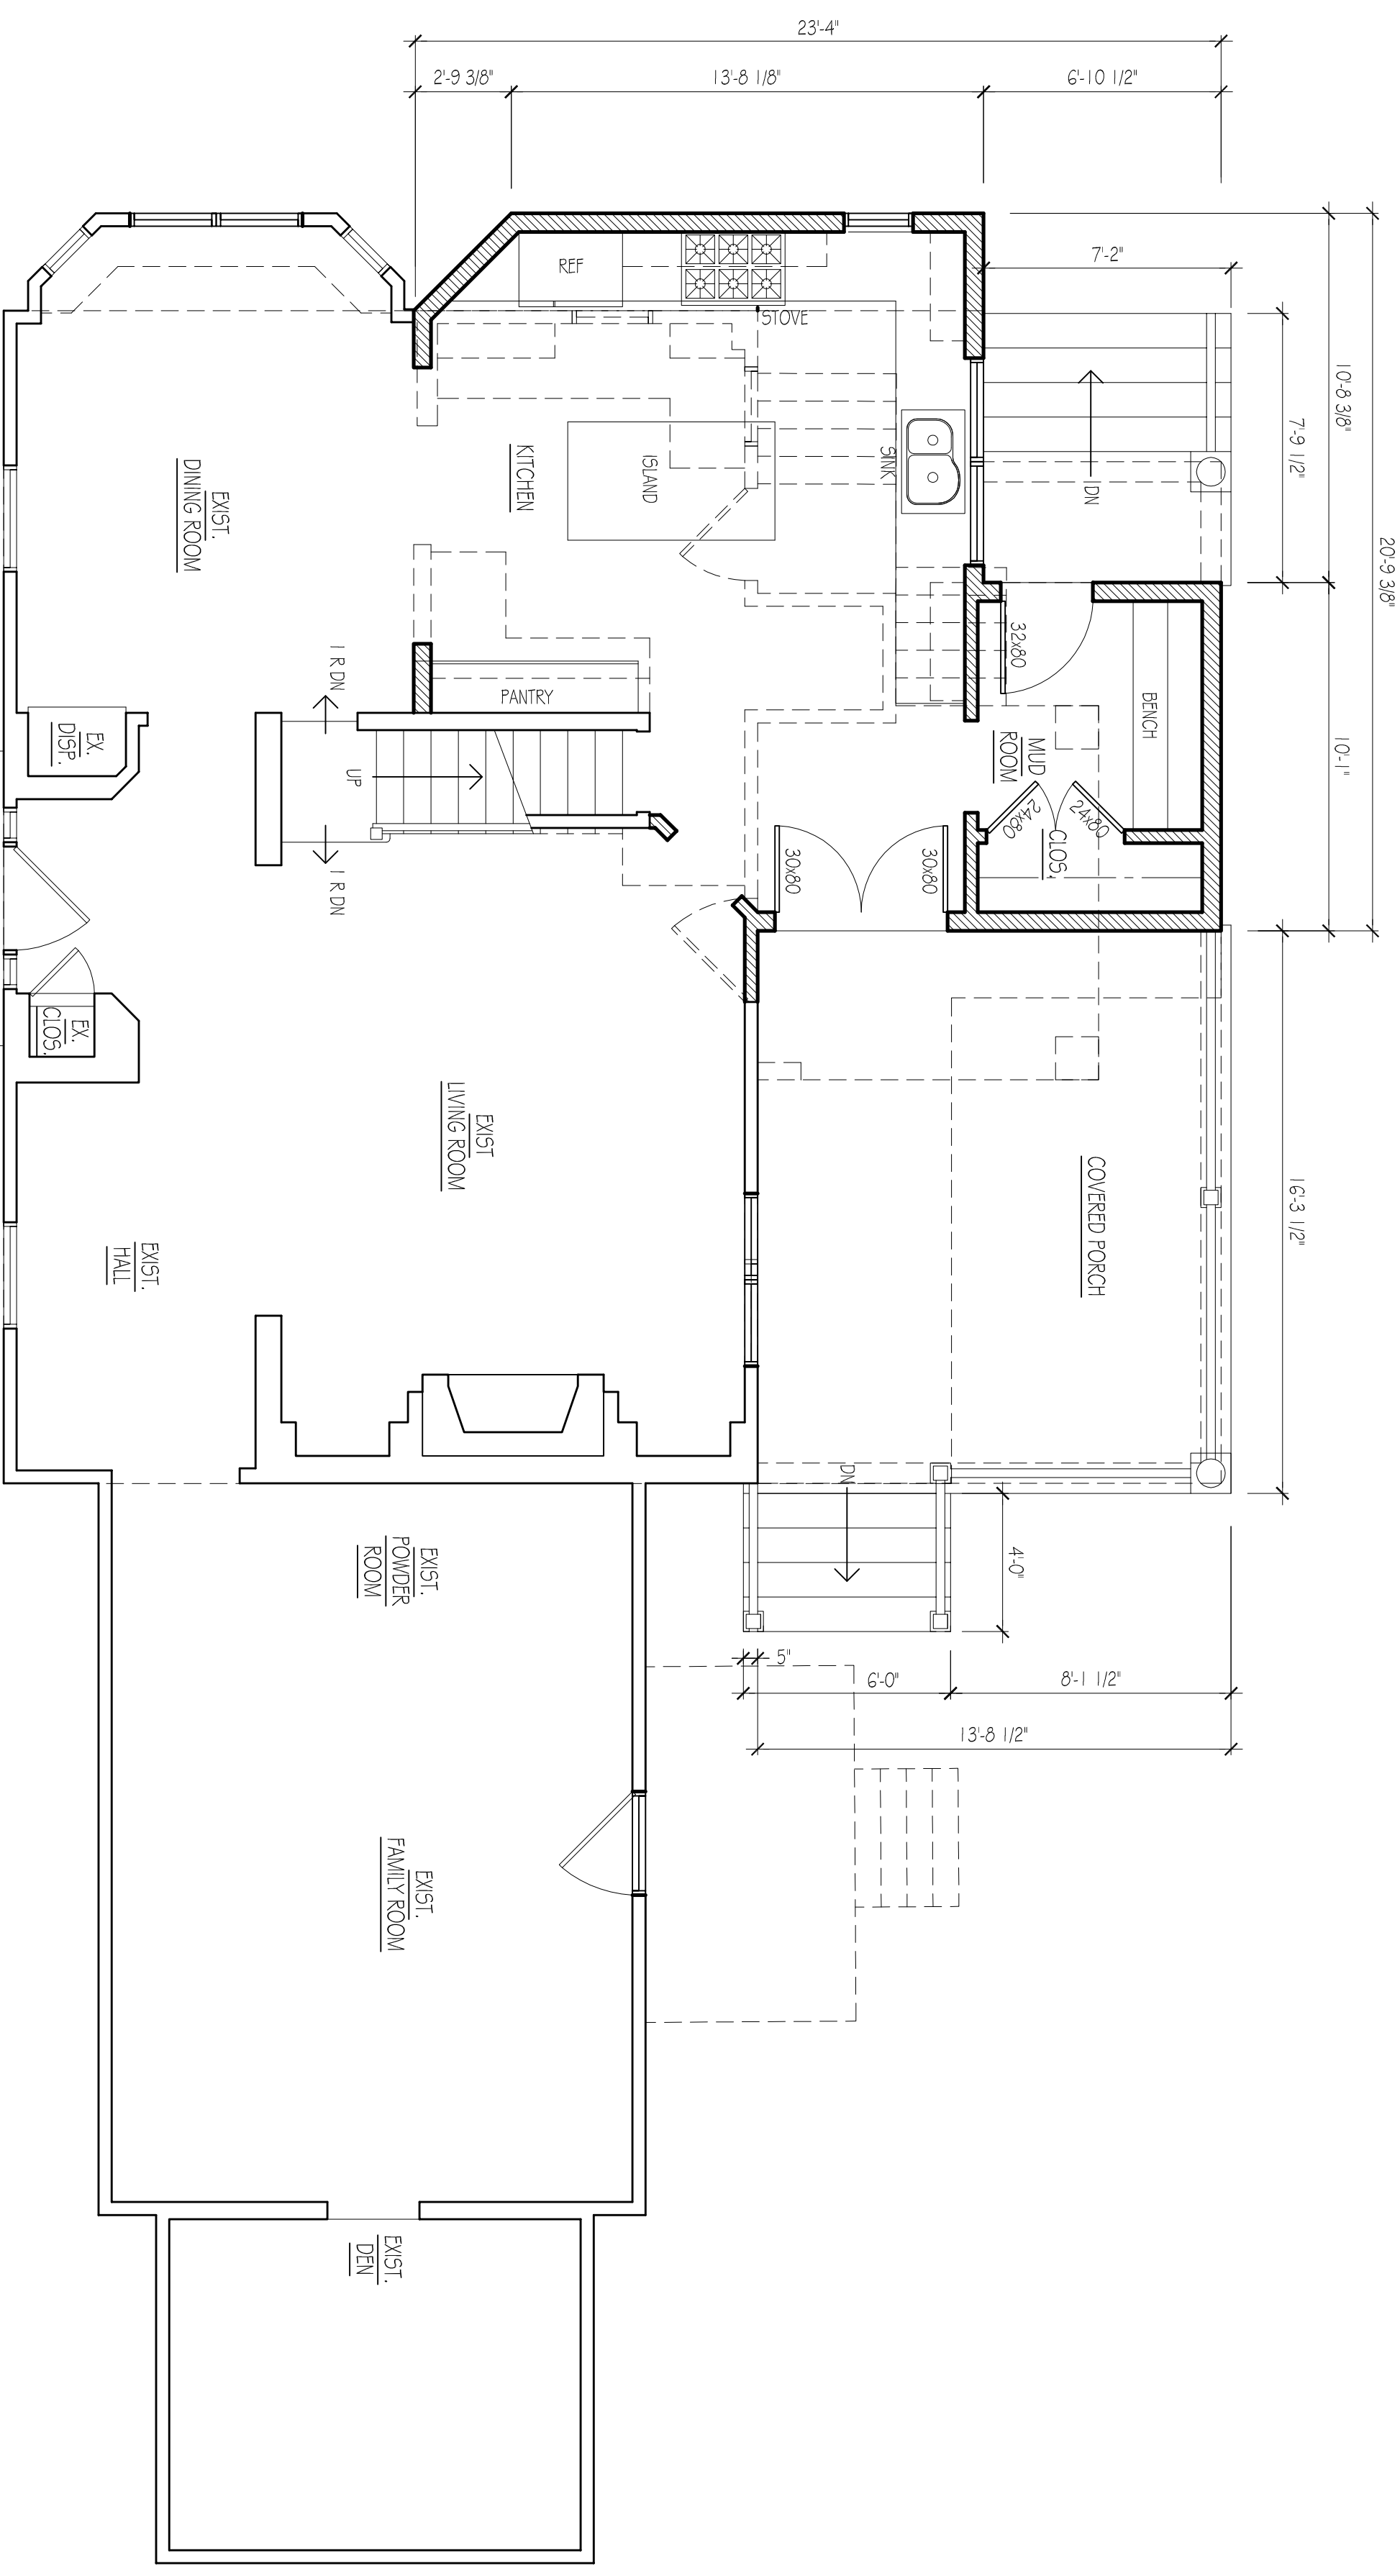 23'-4"
2'-9 3/8"
13'-8 1/8"
6'-10 1/2"
7'-2"
10'-8 3/8"
7'-9 1/2"
20'-9 3/8"
10'-1"
REF
STOVE
SINK
DN
KITCHEN
ISLAND
EXIST.
DINING ROOM
1 R DN
PANTRY
32x80
BENCH
MUD
ROOM
EX.
DISP.
UP
24x80
24x80
CLOS.
30x80
30x80
1 R DN
EX.
CLOS.
EXIST
LIVING ROOM
COVERED PORCH
16'-3 1/2"
EXIST.
HALL
DN
4'-0"
EXIST.
POWDER
ROOM
5"
6'-0"
8'-1 1/2"
13'-8 1/2"
EXIST.
FAMILY ROOM
EXIST.
DEN